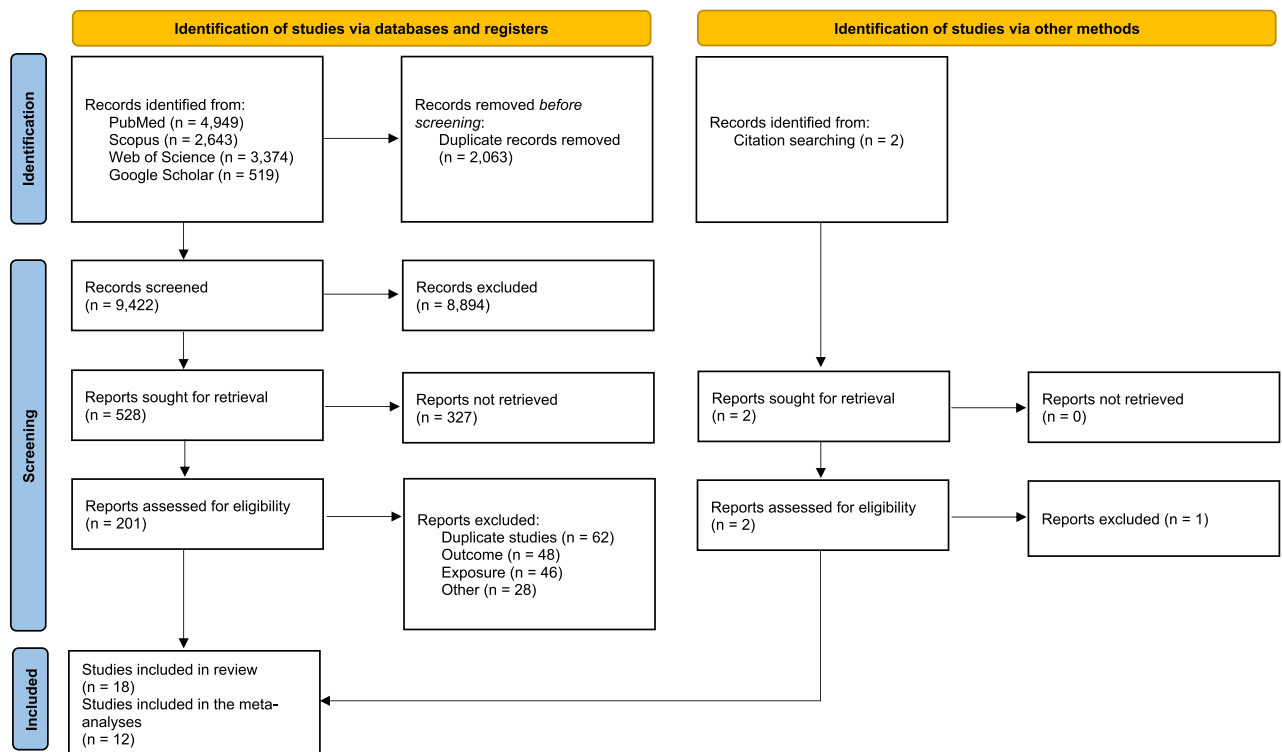 Identification of studies via databases and registers
Identification of studies via other methods
Identification
Records identified from:
PubMed (n = 4,949)
Scopus (n = 2,643)
Web of Science (n = 3,374)
Google Scholar (n = 519)
Records removed before
screening:
Duplicate records removed
(n = 2,063)
Records identified from:
Citation searching (n = 2)
Screening
Records screened
(n = 9,422)
Records excluded
(n = 8,894)
Reports sought for retrieval
(n = 528)
Reports not retrieved
(n = 327)
Reports sought for retrieval
(n = 2)
Reports not retrieved
(n = 0)
Reports assessed for eligibility
(n = 201)
Reports excluded:
Duplicate studies (n = 62)
Outcome (n = 48)
Exposure (n = 46)
Other (n = 28)
Reports assessed for eligibility
(n = 2)
Reports excluded (n = 1)
Included
Studies included in review
(n = 18)
Studies included in the meta-
analyses
(n = 12)